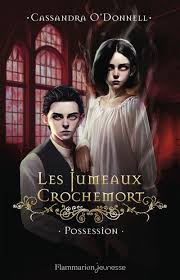 Cassandra O'Donnell
Les Jumeaux
Crochemort
• Possession •
Flammarion jeunesse